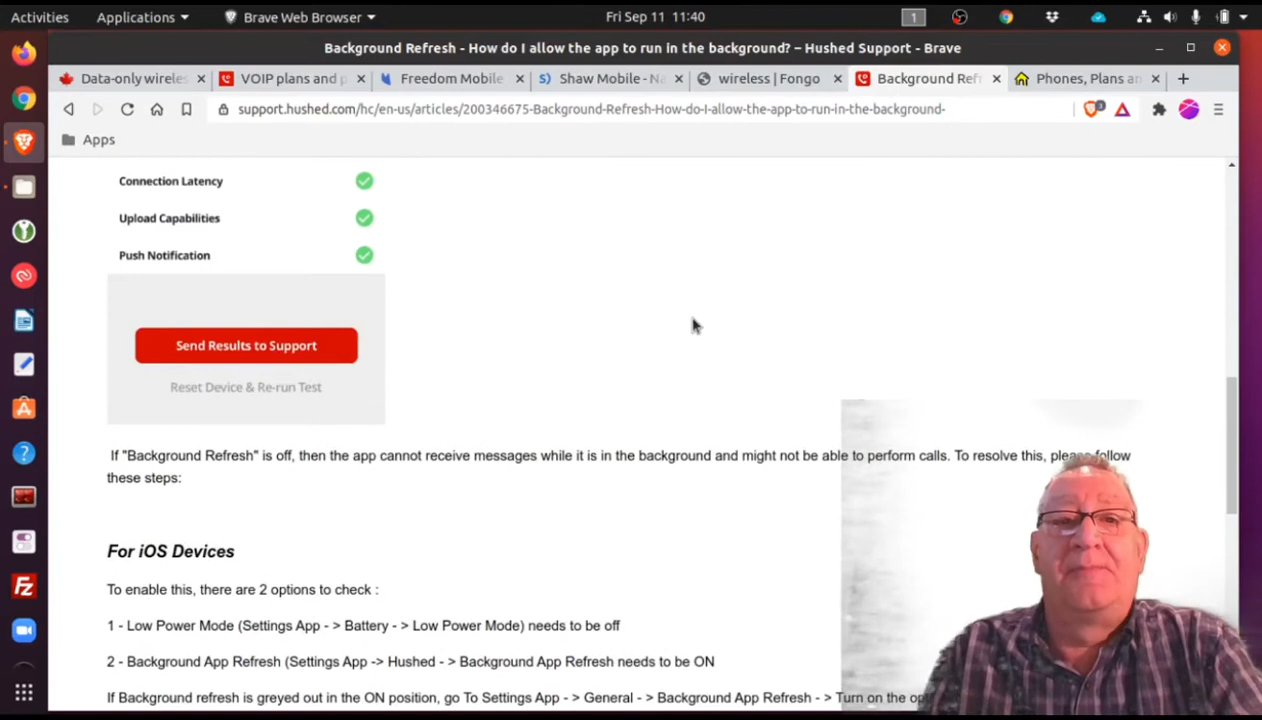 Activities Applications Brave Web Browser Fri Sep 11 11:40 1
Background Refresh - How do I allow the app to run in the background? – Hushed Support - Brave
Data-only wirele VOIP plans and p Freedom Mobile Shaw Mobile - Na wireless | Fongo Background Refr Phones, Plans an
support.hushed.com/hc/en-us/articles/200346675-Background-Refresh-How-do-I-allow-the-app-to-run-in-the-background-
Apps
Connection Latency
Upload Capabilities
Push Notification
Send Results to Support
Reset Device & Re-run Test
If "Background Refresh" is off, then the app cannot receive messages while it is in the background and might not be able to perform calls. To resolve this, please follow
these steps:
For iOS Devices
To enable this, there are 2 options to check :
1 - Low Power Mode (Settings App - > Battery - > Low Power Mode) needs to be off
2 - Background App Refresh (Settings App -> Hushed - > Background App Refresh needs to be ON
If Background refresh is greyed out in the ON position, go To Settings App - > General - > Background App Refresh - > Turn on the